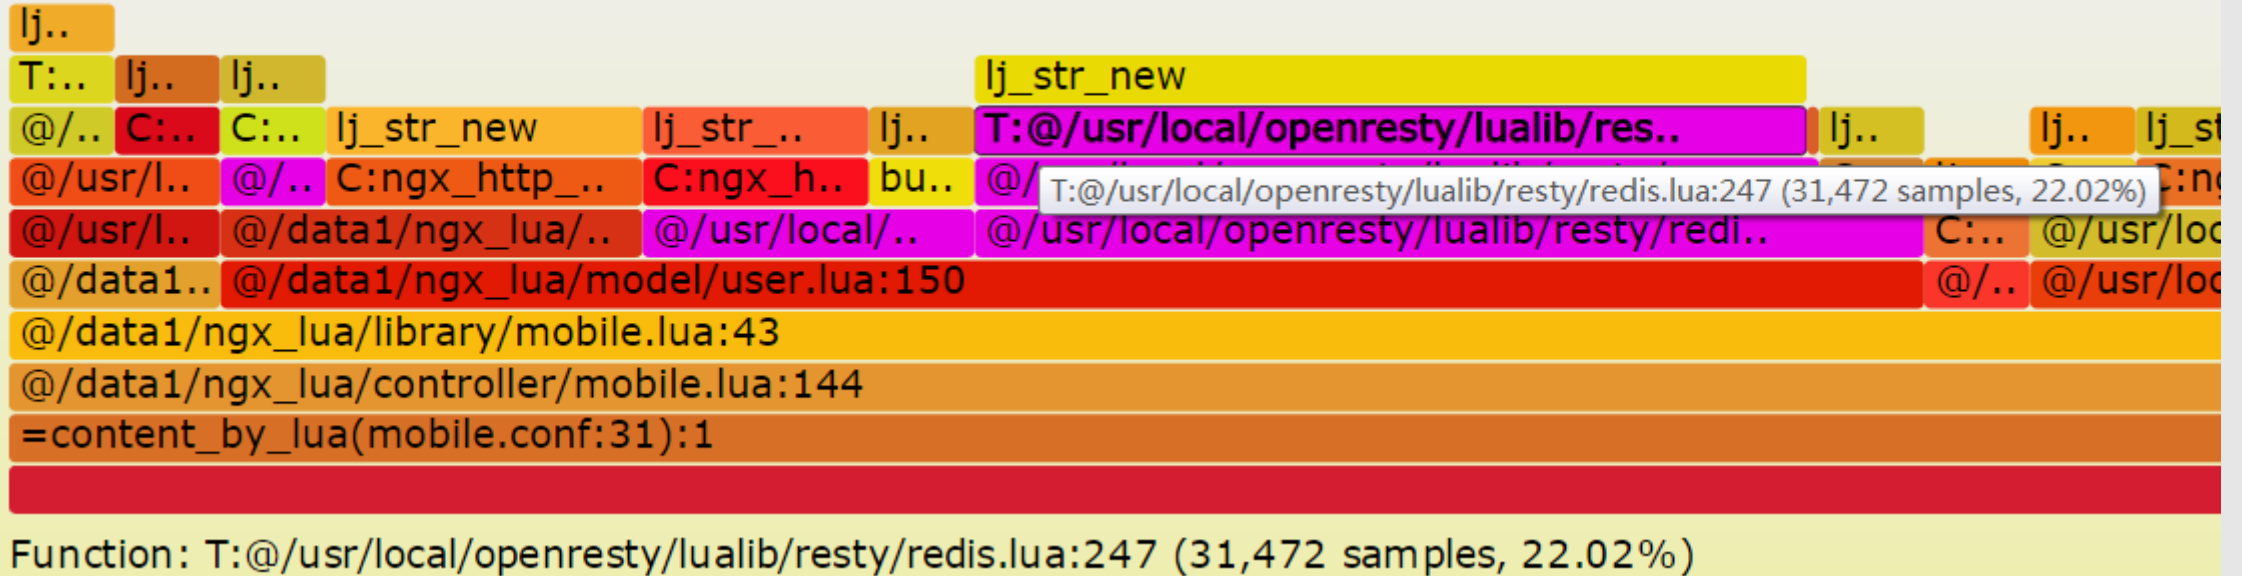 lj..
T:.. lj.. lj.. lj_str_new
@/.. C:.. C:.. lj_str_new lj_str_.. lj.. T:@/usr/local/openresty/lualib/res.. lj.. lj.. lj_st
@/usr/l.. @/.. C:ngx_http_.. C:ngx_h.. bu.. @/
T:@/usr/local/openresty/lualib/resty/redis.lua:247 (31,472 samples, 22.02%)
@/usr/l.. @/data1/ngx_lua/.. @/usr/local/.. @/usr/local/openresty/lualib/resty/redi.. C:.. @/usr/loc
@/data1.. @/data1/ngx_lua/model/user.lua:150 @/.. @/usr/loc
@/data1/ngx_lua/library/mobile.lua:43
@/data1/ngx_lua/controller/mobile.lua:144
=content_by_lua(mobile.conf:31):1
Function: T:@/usr/local/openresty/lualib/resty/redis.lua:247 (31,472 samples, 22.02%)